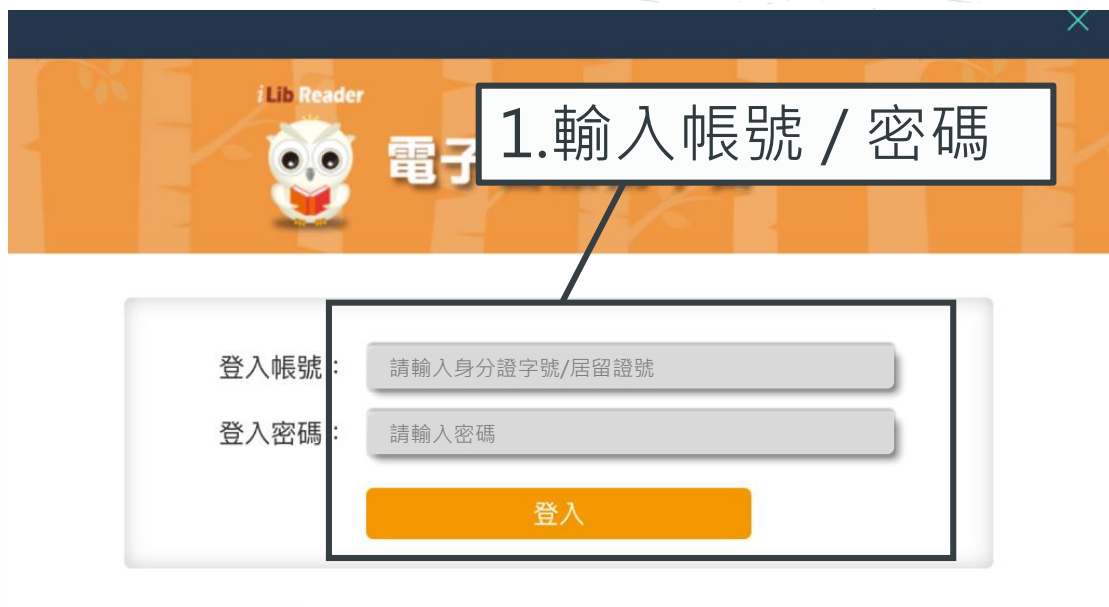 iLib Reader
1.輸入帳號 / 密碼
電子
登入帳號：
請輸入身分證字號/居留證號
登入密碼：
請輸入密碼
登入